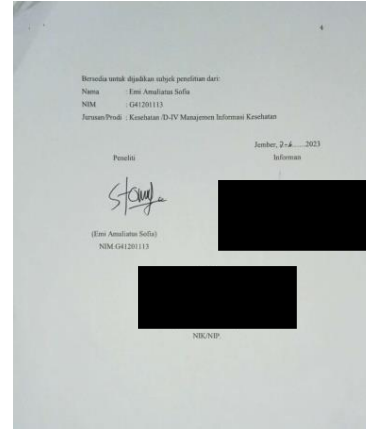 Bersedia untuk dijadikan subjek penelitian dari:
Nama : Emi Amaliatus Sofia
NIM : G41201113
Jurusan/Prodi : Kesehatan /D-IV Manajemen Informasi Kesehatan
Jember, 2023
Peneliti Informan
(Emi Amaliatus Sofia)
NIM G41201113
NIK/NIP.